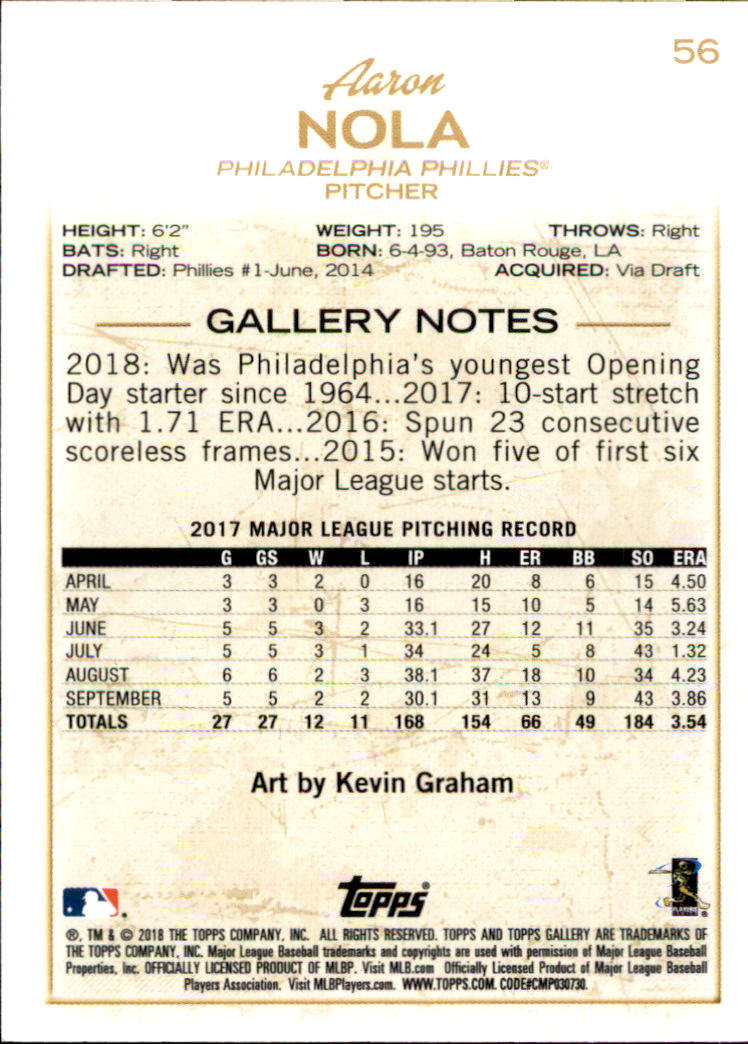 56
Aaron
NOLA
PHILADELPHIA PHILLIES®
PITCHER
HEIGHT: 6'2" WEIGHT: 195 THROWS: Right
BATS: Right BORN: 6-4-93, Baton Rouge, LA
DRAFTED: Phillies #1-June, 2014 ACQUIRED: Via Draft
GALLERY NOTES
2018: Was Philadelphia's youngest Opening
Day starter since 1964...2017: 10-start stretch
with 1.71 ERA...2016: Spun 23 consecutive
scoreless frames...2015: Won five of first six
Major League starts.
2017 MAJOR LEAGUE PITCHING RECORD
G GS W L IP H ER BB SO ERA
APRIL 3 3 2 0 16 20 8 6 15 4.50
MAY 3 3 0 3 16 15 10 5 14 5.63
JUNE 5 5 3 2 33.1 27 12 11 35 3.24
JULY 5 5 3 1 34 24 5 8 43 1.32
AUGUST 6 6 2 3 38.1 37 18 10 34 4.23
SEPTEMBER 5 5 2 2 30.1 31 13 9 43 3.86
TOTALS 27 27 12 11 168 154 66 49 184 3.54
Art by Kevin Graham
topps®
PLAYERS
®, TM & © 2018 THE TOPPS COMPANY, INC. ALL RIGHTS RESERVED. TOPPS AND TOPPS GALLERY ARE TRADEMARKS OF
THE TOPPS COMPANY, INC. Major League Baseball trademarks and copyrights are used with permission of Major League Baseball
Properties, Inc. OFFICIALLY LICENSED PRODUCT OF MLBP. Visit MLB.com Officially Licensed Product of Major League Baseball
Players Association. Visit MLBPlayers.com. WWW.TOPPS.COM. CODE#CMP030730.